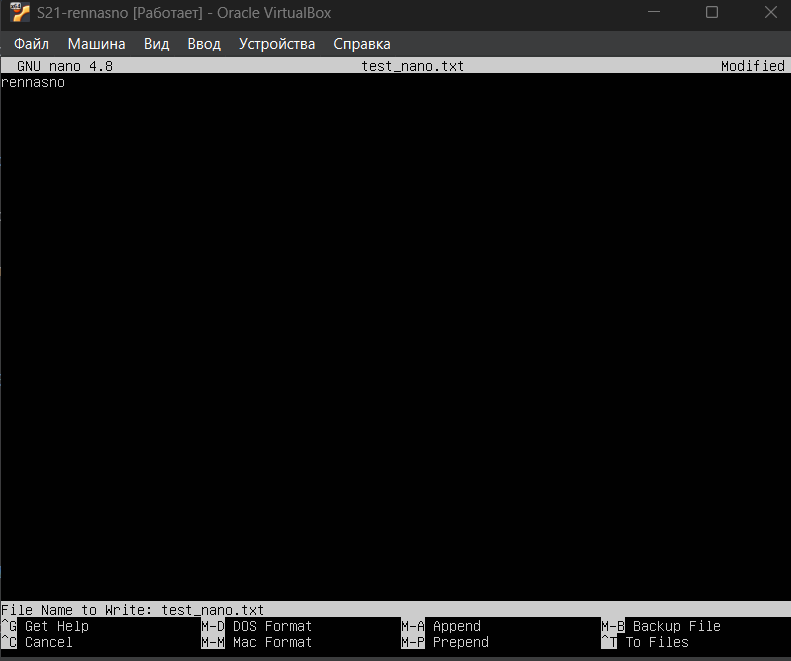 S21-rennasno [Работает] - Oracle VirtualBox
Файл Машина Вид Ввод Устройства Справка
GNU nano 4.8 test_nano.txt Modified
rennasno
File Name to Write: test_nano.txt
^G Get Help M-D DOS Format M-A Append M-B Backup File
^C Cancel M-M Mac Format M-P Prepend ^T To Files